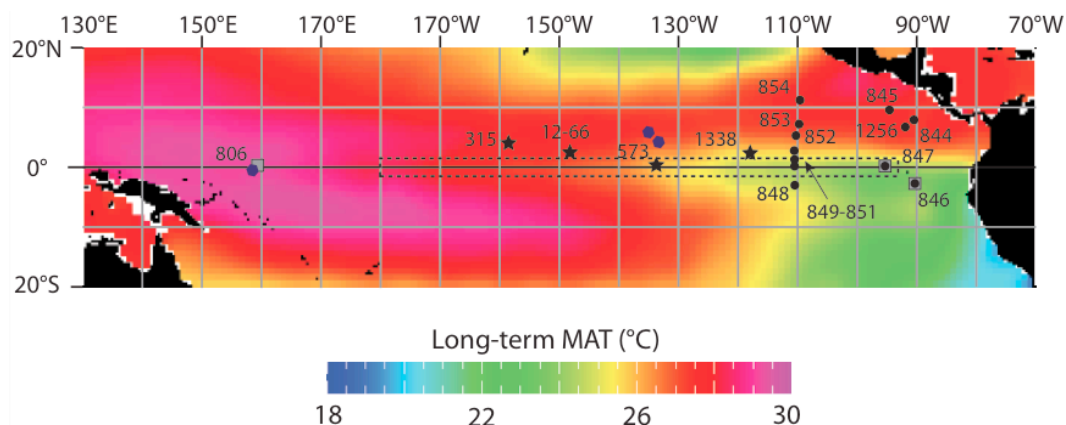 130°E 150°E 170°E 170°W 150°W 130°W 110°W 90°W 70°W
20°N
854 845
853
315 12-66 573 1338 852 1256 844
806 847
0°
848 849-851 846
20°S
Long-term MAT (°C)
18 22 26 30